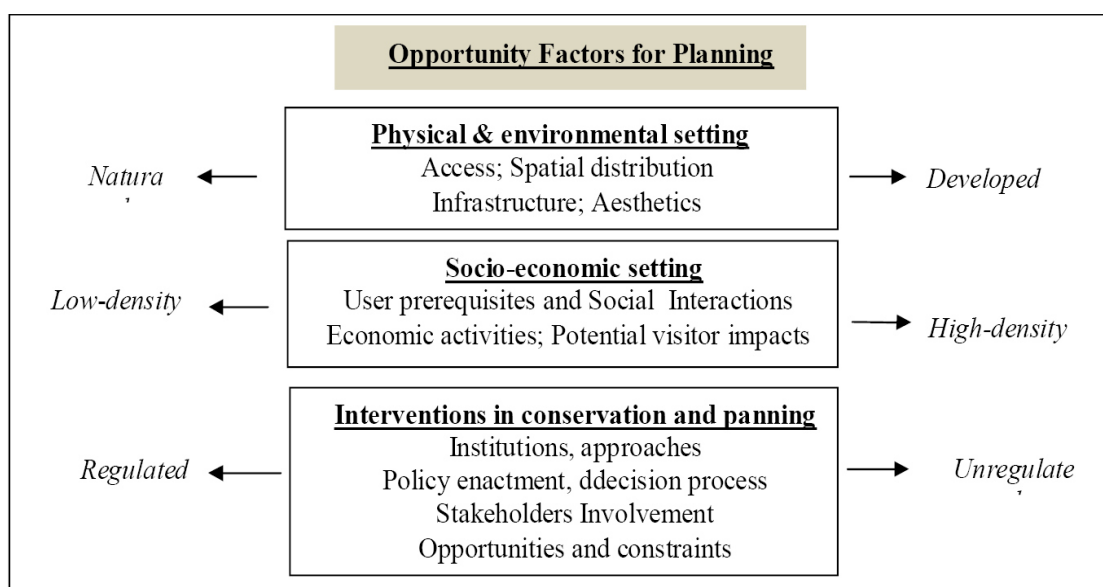 Opportunity Factors for Planning
Physical & environmental setting
Access; Spatial distribution
Infrastructure; Aesthetics
Natura
Developed
Socio-economic setting
User prerequisites and Social Interactions
Economic activities; Potential visitor impacts
Low-density
High-density
Interventions in conservation and panning
Institutions, approaches
Policy enactment, ddecision process
Stakeholders Involvement
Opportunities and constraints
Regulated
Unregulate